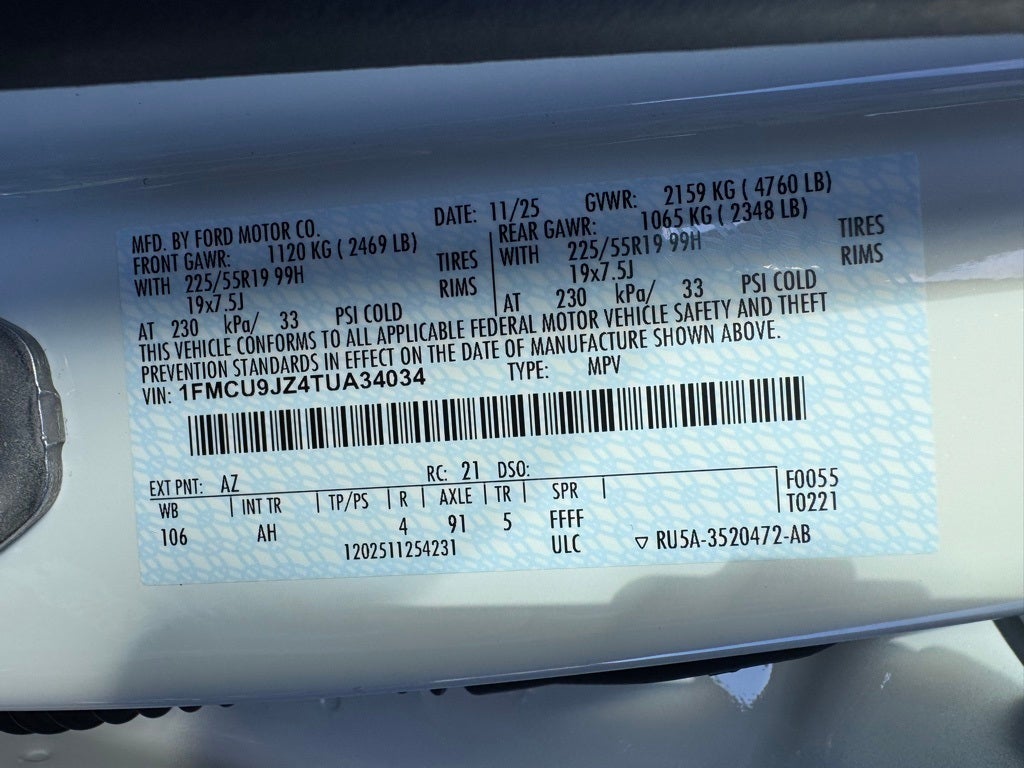 MFD. BY FORD MOTOR CO. DATE: 11/25 GVWR: 2159 KG ( 4760 LB)
FRONT GAWR: 1120 KG ( 2469 LB) REAR GAWR: 1065 KG ( 2348 LB)
WITH 225/55R19 99H TIRES WITH 225/55R19 99H TIRES
19x7.5J RIMS 19x7.5J RIMS
AT 230 kPa/ 33 PSI COLD AT 230 kPa/ 33 PSI COLD
THIS VEHICLE CONFORMS TO ALL APPLICABLE FEDERAL MOTOR VEHICLE SAFETY AND THEFT
PREVENTION STANDARDS IN EFFECT ON THE DATE OF MANUFACTURE SHOWN ABOVE.
VIN: 1FMCU9JZ4TUA34034 TYPE: MPV
EXT PNT: AZ RC: 21 DSO: F0055
WB INT TR TP/PS R AXLE TR SPR T0221
106 AH 4 91 5 FFFF
1202511254231 ULC ▽ RU5A-3520472-AB